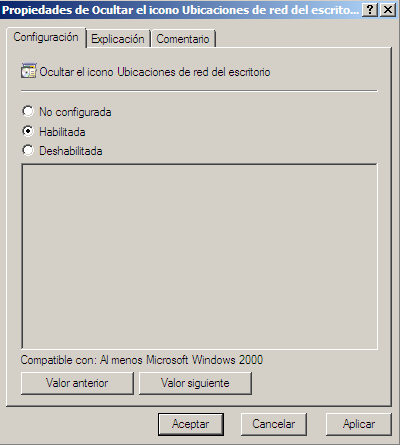 Propiedades de Ocultar el icono Ubicaciones de red del escrito...
Configuración Explicación Comentario
Ocultar el icono Ubicaciones de red del escritorio
No configurada
Habilitada
Deshabilitada
Compatible con: Al menos Microsoft Windows 2000
Valor anterior Valor siguiente
Aceptar Cancelar Aplicar